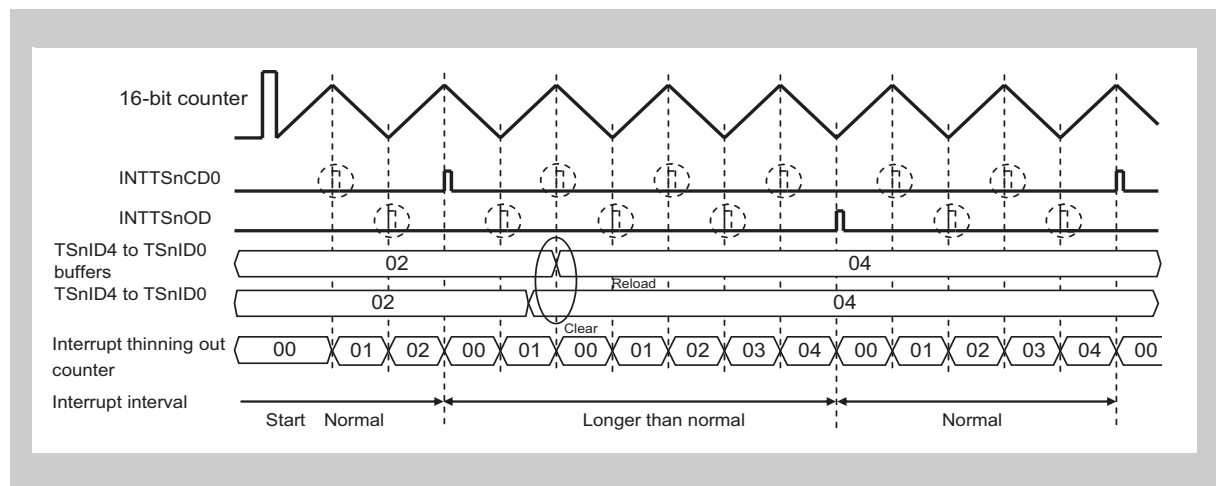 16-bit counter
INTTSnCD0
INTTSnOD
TSnID4 to TSnID0
buffers
02
04
Reload
TSnID4 to TSnID0
02
04
Clear
Interrupt thinning out
counter
00 01 02 00 01 00 01 02 03 04 00 01 02 03 04 00
Interrupt interval
Start Normal Longer than normal Normal